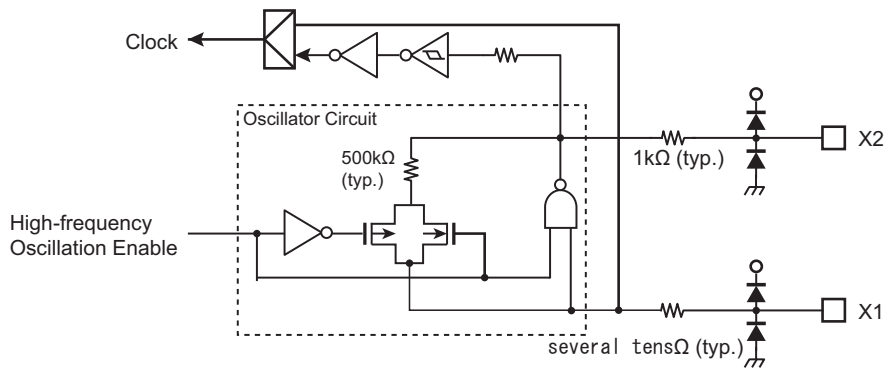 Clock
Oscillator Circuit
500kΩ
(typ.)
1kΩ (typ.)
X2
High-frequency
Oscillation Enable
X1
several tensΩ (typ.)